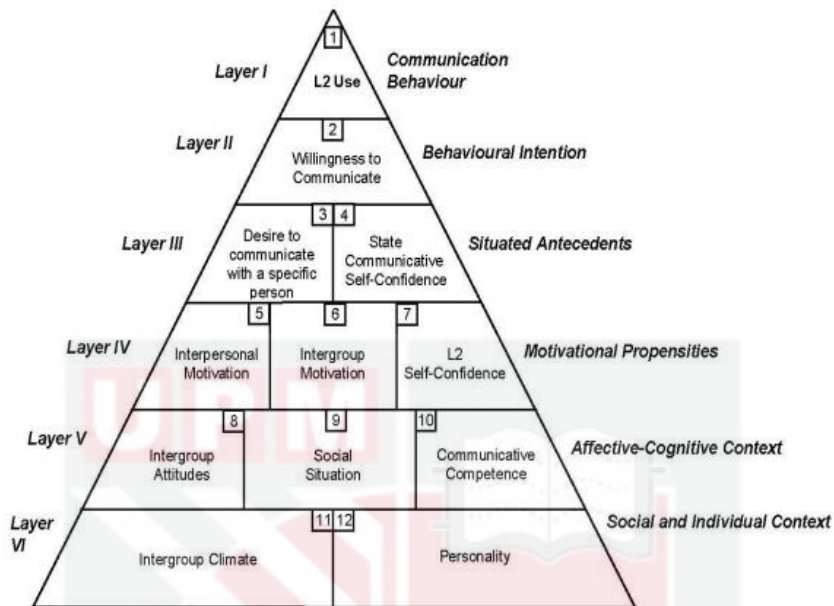 1
Layer I
Communication
Behaviour
L2 Use
2
Layer II
Behavioural Intention
Willingness to
Communicate
3 4
Layer III
Situated Antecedents
Desire to
communicate
with a specific
person
State
Communicative
Self-Confidence
5 6 7
Layer IV
Motivational Propensities
Interpersonal
Motivation
Intergroup
Motivation
L2
Self-Confidence
UPM
8 9 10
Layer V
Affective-Cognitive Context
Intergroup
Attitudes
Social
Situation
Communicative
Competence
11 12
Layer
VI
Social and Individual Context
Intergroup Climate
Personality